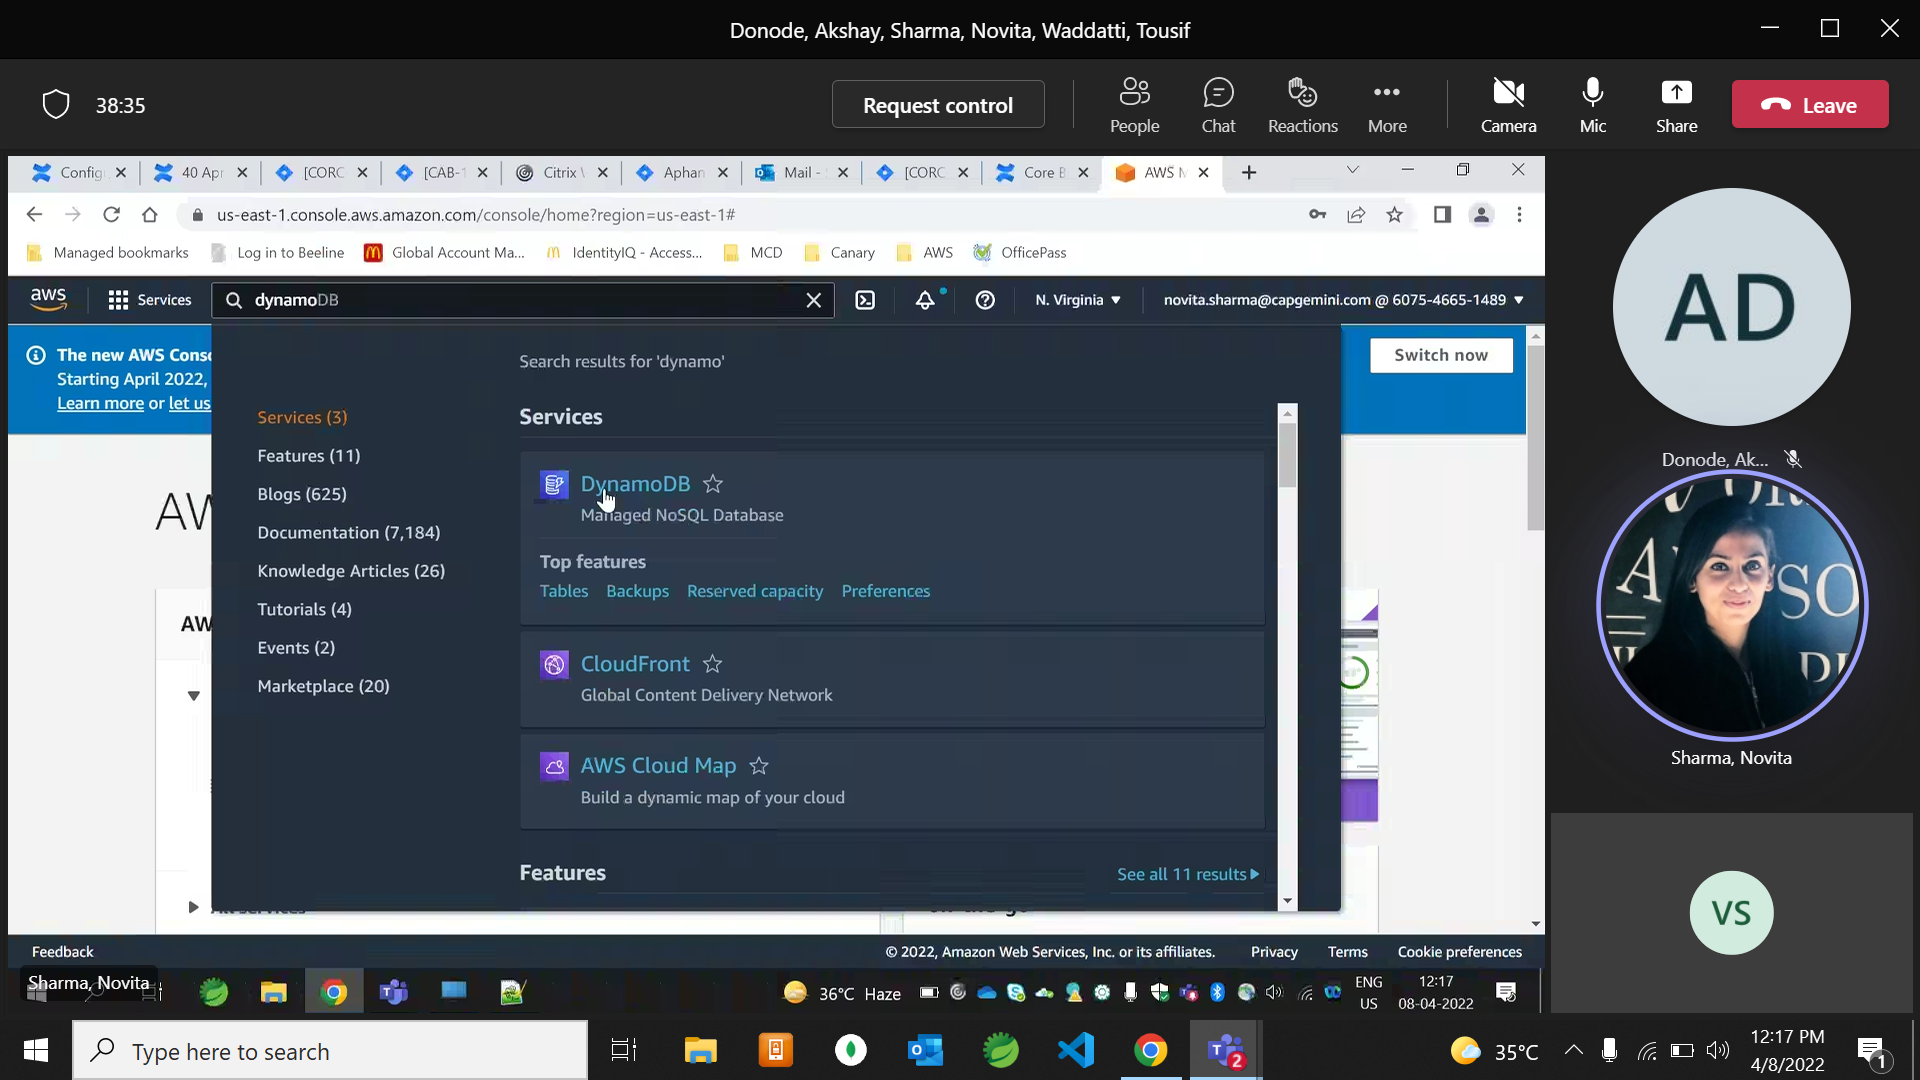 Donode, Akshay, Sharma, Novita, Waddatti, Tousif
38:35
Request control
People
Chat
Reactions
More
Camera
Mic
Share
Leave
Config
40 Apr
[CORC
[CAB-1
Citrix
Aphan
Mail -
[CORC
Core B
AWS M
us-east-1.console.aws.amazon.com/console/home?region=us-east-1#
Managed bookmarks
Log in to Beeline
Global Account Ma...
IdentityIQ - Access...
MCD
Canary
AWS
OfficePass
aws
Services
dynamoDB
N. Virginia
novita.sharma@capgemini.com @ 6075-4665-1489
The new AWS Conso
Starting April 2022,
Learn more or let us
Switch now
Search results for 'dynamo'
Services (3)
Features (11)
Blogs (625)
Documentation (7,184)
Knowledge Articles (26)
Tutorials (4)
Events (2)
Marketplace (20)
Services
DynamoDB
Managed NoSQL Database
Top features
Tables
Backups
Reserved capacity
Preferences
CloudFront
Global Content Delivery Network
AWS Cloud Map
Build a dynamic map of your cloud
Features
See all 11 results
AW
AW
Feedback
© 2022, Amazon Web Services, Inc. or its affiliates.
Privacy
Terms
Cookie preferences
Sharma, Novita
36°C Haze
ENG
US
12:17
08-04-2022
AD
Donode, Ak...
Sharma, Novita
VS
Type here to search
2
35°C
12:17 PM
4/8/2022
1